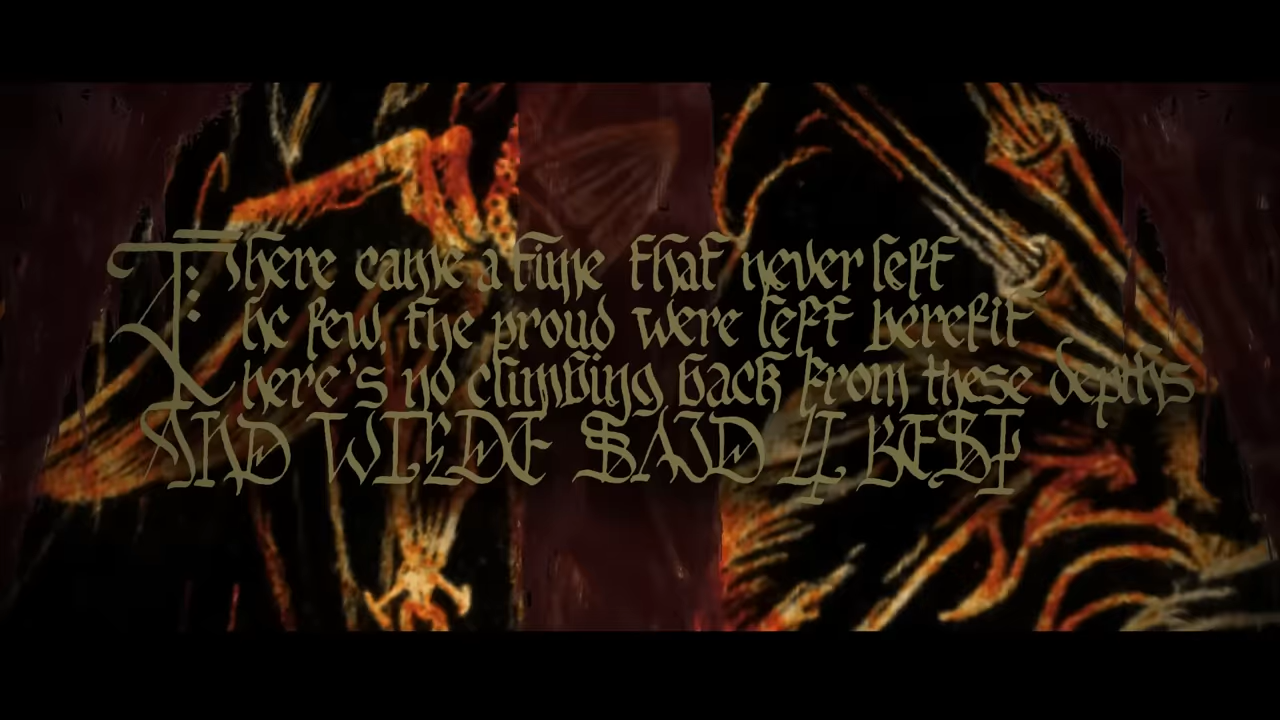 There came a time that never left
The few, the proud were left berefit
There's no climbing back from these depths
AND WILDE SAID IT BEST